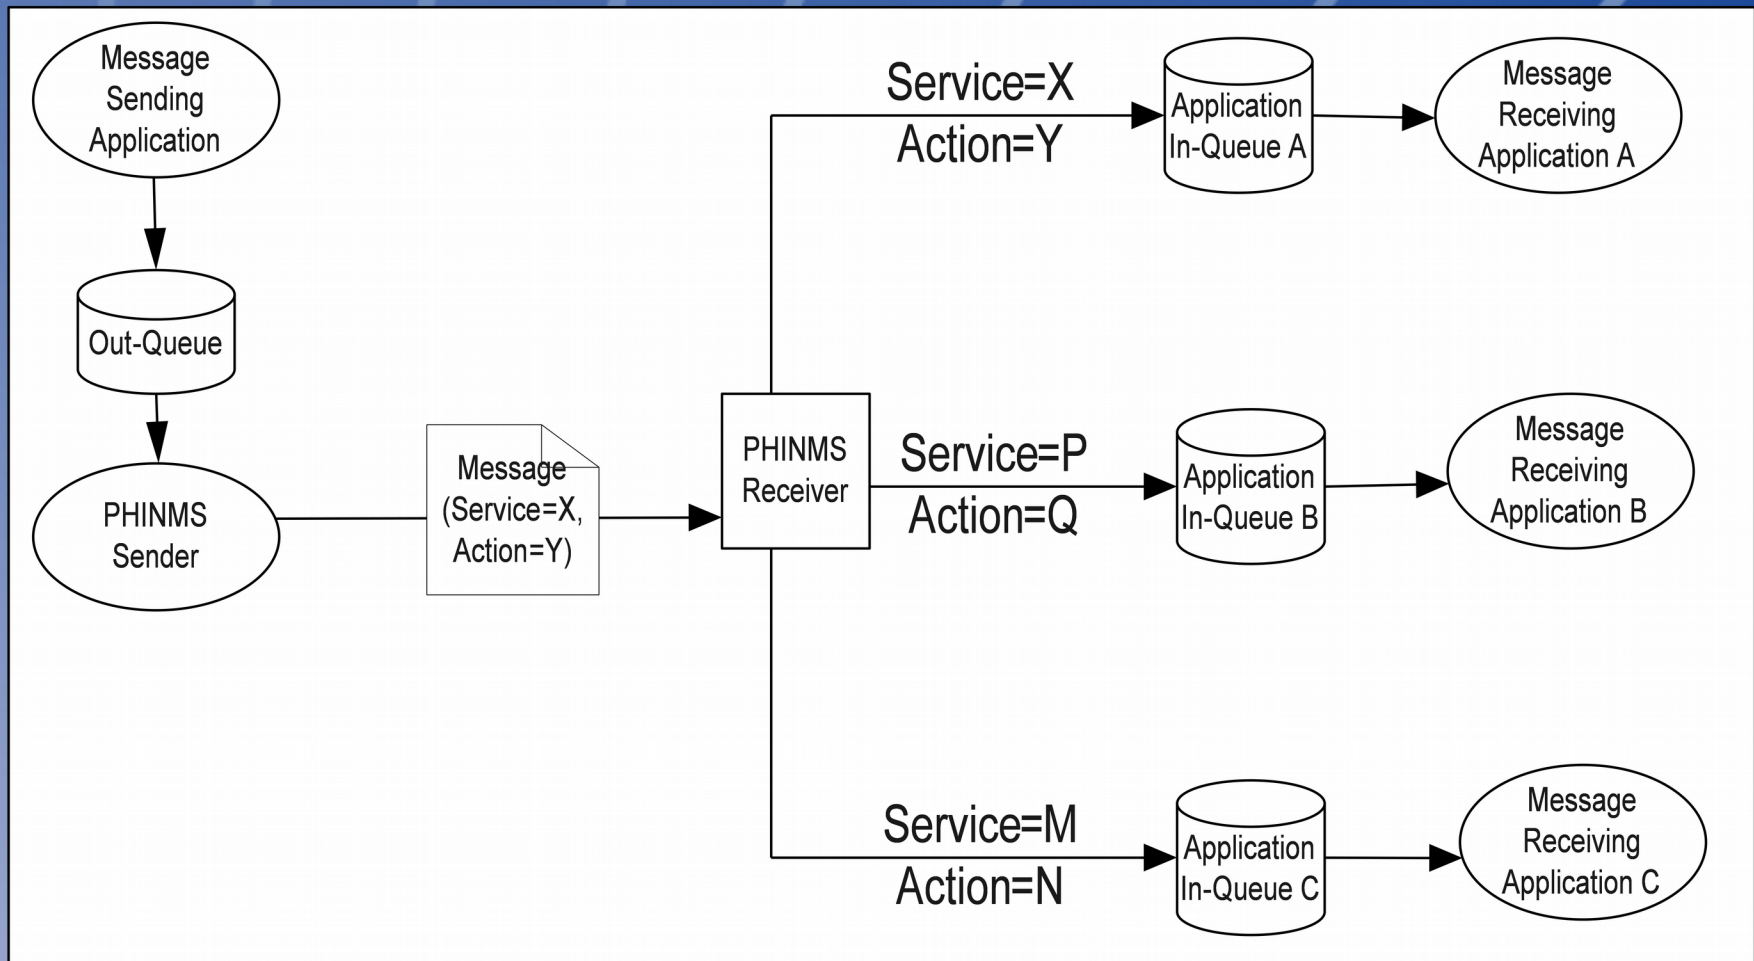 Message
Sending
Application
Out-Queue
PHINMS
Sender
Message
(Service=X,
Action=Y)
PHINMS
Receiver
Service=X
Action=Y
Application
In-Queue A
Message
Receiving
Application A
Service=P
Action=Q
Application
In-Queue B
Message
Receiving
Application B
Service=M
Action=N
Application
In-Queue C
Message
Receiving
Application C